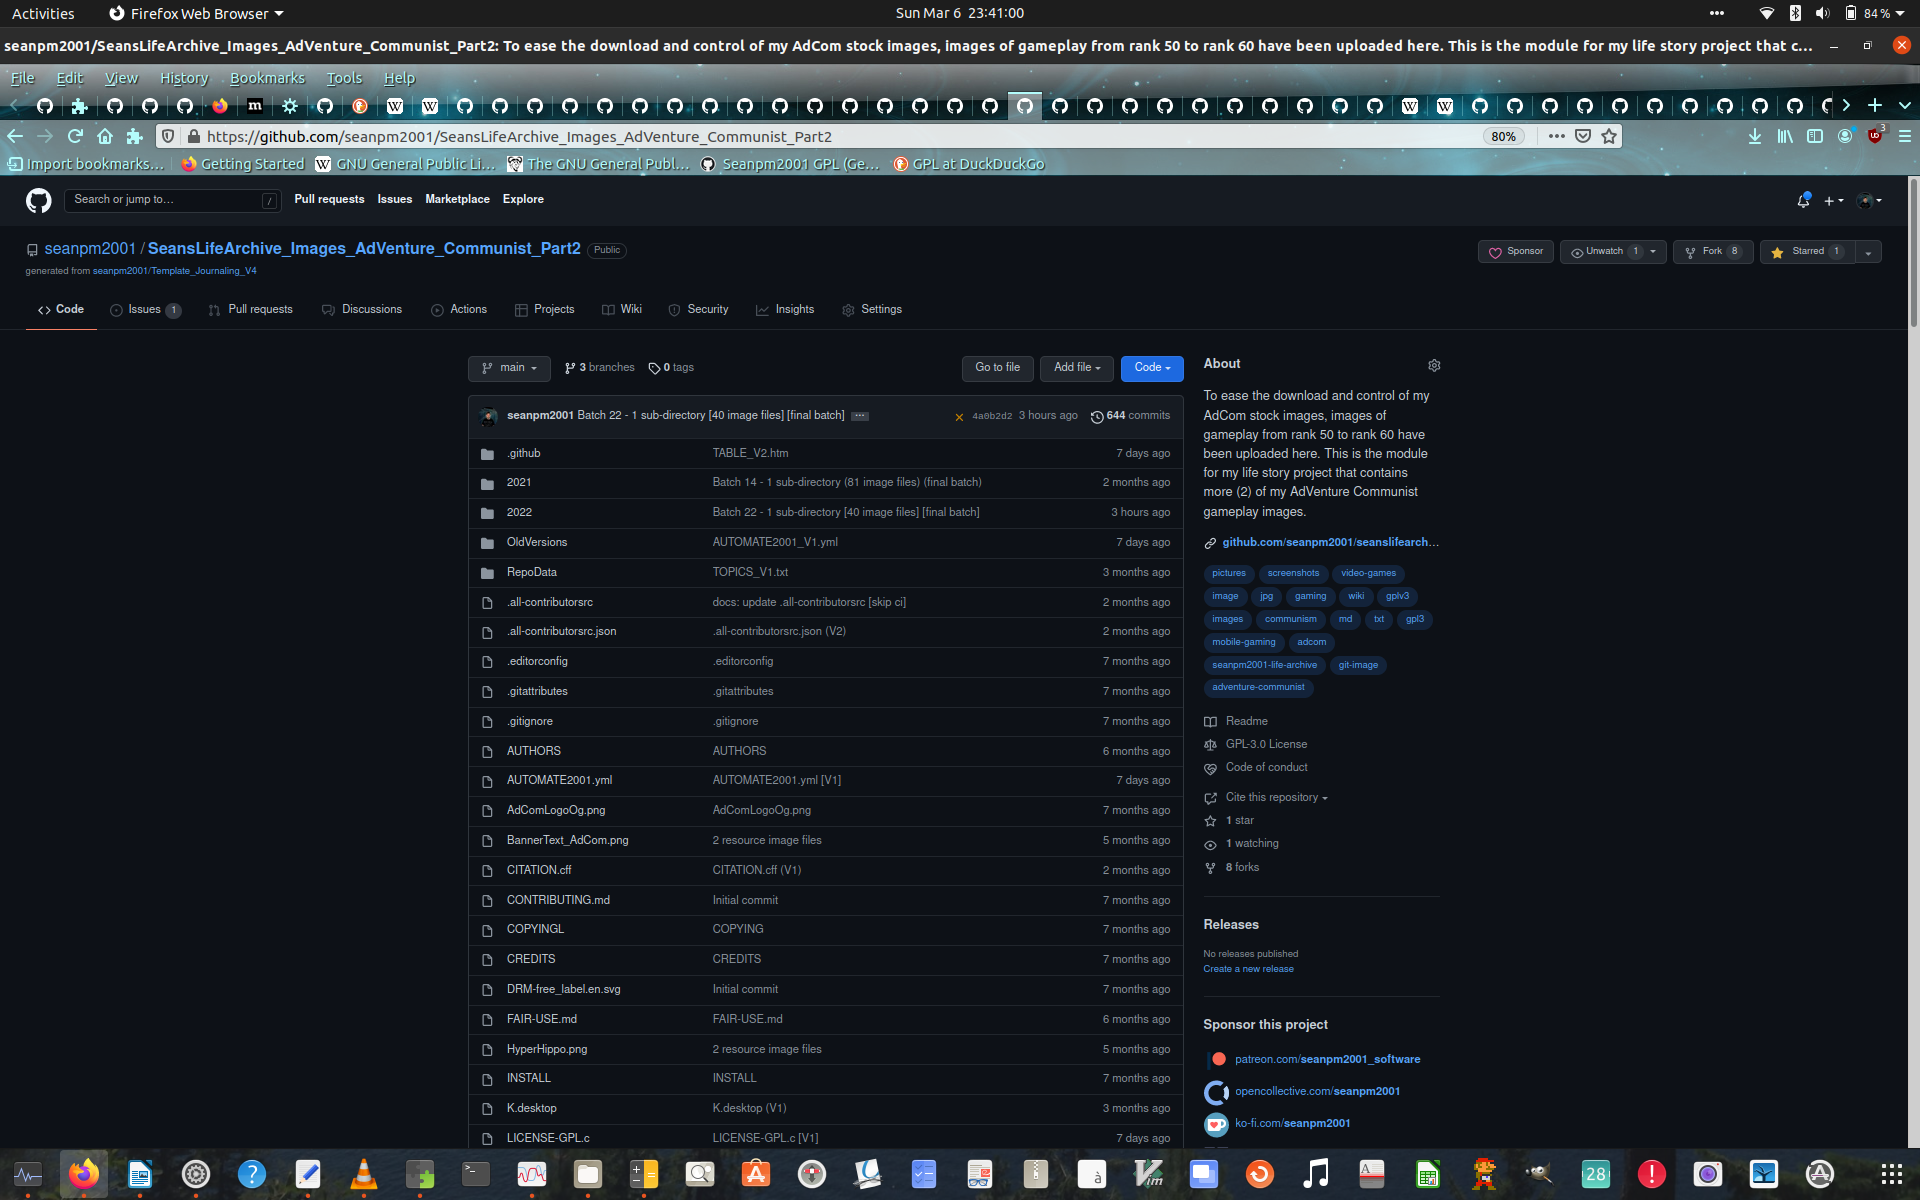 Activities
Firefox Web Browser
Sun Mar 6 23:41:00
84 %
seanpm2001/SeansLifeArchive_Images_AdVenture_Communist_Part2: To ease the download and control of my AdCom stock images, images of gameplay from rank 50 to rank 60 have been uploaded here. This is the module for my life story project that c...
File Edit View History Bookmarks Tools Help
https://github.com/seanpm2001/SeansLifeArchive_Images_AdVenture_Communist_Part2
80%
3
Import bookmarks... Getting Started GNU General Public Li... The GNU General Publ... Seanpm2001 GPL (Ge... GPL at DuckDuckGo
Search or jump to... /
Pull requests Issues Marketplace Explore
seanpm2001 / SeansLifeArchive_Images_AdVenture_Communist_Part2 Public
Sponsor Unwatch 1 Fork 8 Starred 1
generated from seanpm2001/Template_Journaling_V4
Code Issues 1 Pull requests Discussions Actions Projects Wiki Security Insights Settings
main 3 branches 0 tags Go to file Add file Code
seanpm2001 Batch 22 - 1 sub-directory [40 image files] [final batch] ... 4a0b2d2 3 hours ago 644 commits
.github TABLE_V2.htm 7 days ago
2021 Batch 14 - 1 sub-directory (81 image files) (final batch) 2 months ago
2022 Batch 22 - 1 sub-directory [40 image files] [final batch] 3 hours ago
OldVersions AUTOMATE2001_V1.yml 7 days ago
RepoData TOPICS_V1.txt 3 months ago
.all-contributorsrc docs: update .all-contributorsrc [skip ci] 2 months ago
.all-contributorsrc.json .all-contributorsrc.json (V2) 2 months ago
.editorconfig .editorconfig 7 months ago
.gitattributes .gitattributes 7 months ago
.gitignore .gitignore 7 months ago
AUTHORS AUTHORS 6 months ago
AUTOMATE2001.yml AUTOMATE2001.yml [V1] 7 days ago
AdComLogoOg.png AdComLogoOg.png 7 months ago
BannerText_AdCom.png 2 resource image files 5 months ago
CITATION.cff CITATION.cff (V1) 2 months ago
CONTRIBUTING.md Initial commit 7 months ago
COPYINGL COPYING 7 months ago
CREDITS CREDITS 7 months ago
DRM-free_label.en.svg Initial commit 7 months ago
FAIR-USE.md FAIR-USE.md 6 months ago
HyperHippo.png 2 resource image files 5 months ago
INSTALL INSTALL 7 months ago
K.desktop K.desktop (V1) 3 months ago
LICENSE-GPL.c LICENSE-GPL.c [V1] 7 days ago
About
To ease the download and control of my
AdCom stock images, images of
gameplay from rank 50 to rank 60 have
been uploaded here. This is the module
for my life story project that contains
more (2) of my AdVenture Communist
gameplay images.
github.com/seanpm2001/seanslifearch...
pictures screenshots video-games
image jpg gaming wiki gplv3
images communism md txt gpl3
mobile-gaming adcom
seanpm2001-life-archive git-image
adventure-communist
Readme
GPL-3.0 License
Code of conduct
Cite this repository
1 star
1 watching
8 forks
Releases
No releases published
Create a new release
Sponsor this project
patreon.com/seanpm2001_software
opencollective.com/seanpm2001
ko-fi.com/seanpm2001
28